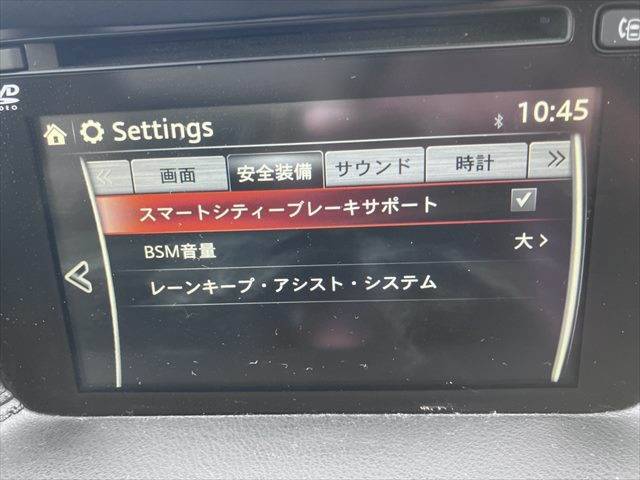 DVD
VIDEO
Settings
10:45
画面 安全装備 サウンド 時計
スマートシティーブレーキサポート
BSM音量 大
レーンキープ・アシスト・システム